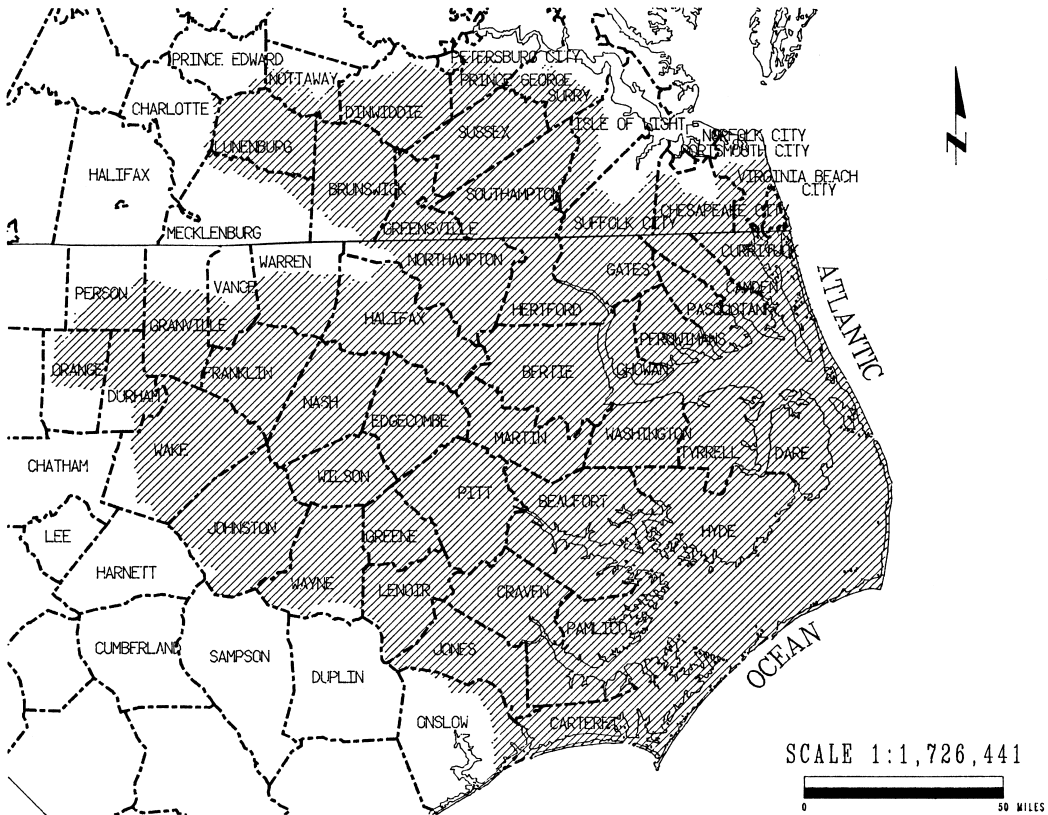 PETERSBURG CITY
PRINCE EDWARD
NOTTAWAY
PRINCE GEORGE
SURRY
CHARLOTTE
DINWIDDIE
ISLE OF WIGHT
SUSSEX
NORFOLK CITY
PORTSMOUTH CITY
LUNENBURG
HALIFAX
VIRGINIA BEACH
CITY
BRUNSWICK
SOUTHAMPTON
CHESAPEAKE CITY
SUFFOLK CITY
GREENSVILLE
MECKLENBURG
CURRITUCK
WARREN
NORTHAMPTON
GATES
VANCE
CAMDEN
PERSON
PASQUOTANK
HERTFORD
HALIFAX
GRANVILLE
PERQUIMANS
ATLANTIC
ORANGE
FRANKLIN
BERTIE
CHOWAN
DURHAM
NASH
EDGECOMBE
WASHINGTON
MARTIN
WAKE
TYRRELL
DARE
CHATHAM
WILSON
PITT
BEAUFORT
JOHNSTON
HYDE
LEE
GREENE
HARNETT
WAYNE
LENOIR
CRAVEN
PAMLICO
CUMBERLAND
SAMPSON
JONES
OCEAN
DUPLIN
ONSLOW
CARTERET
SCALE 1:1,726,441
0 50 MILES